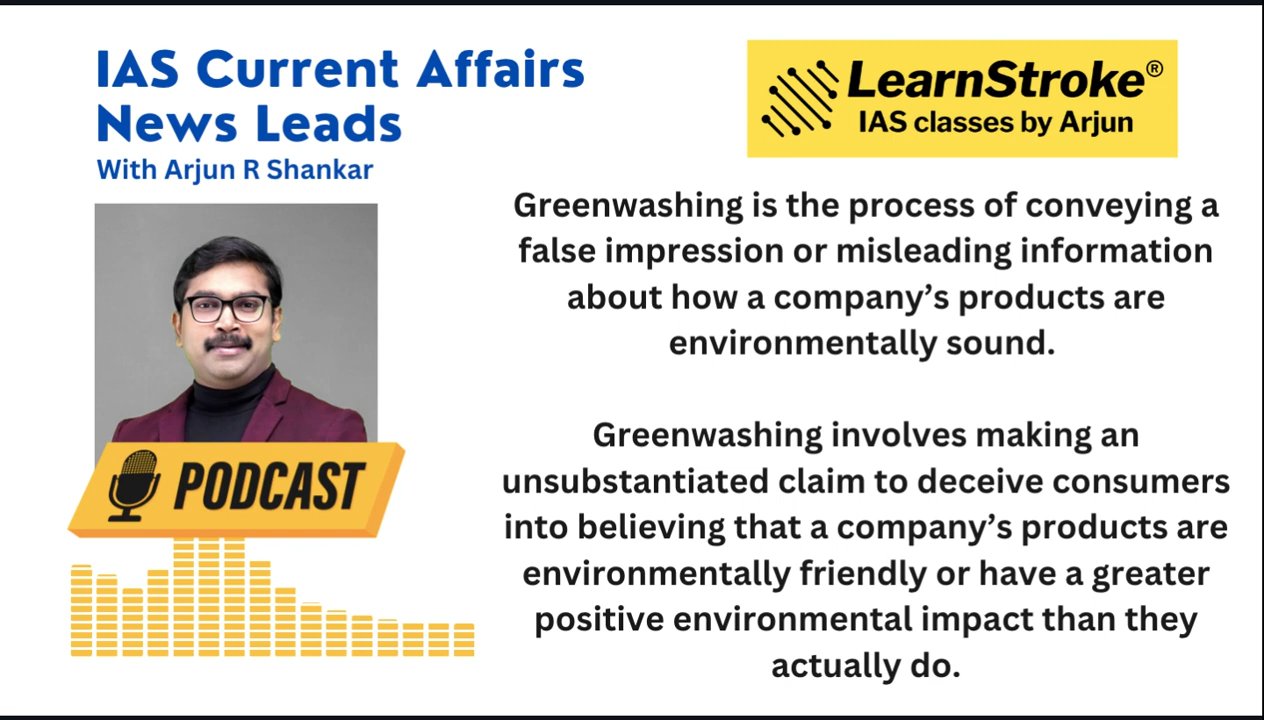 IAS Current Affairs
News Leads
With Arjun R Shankar
LearnStroke®
IAS classes by Arjun
Greenwashing is the process of conveying a
false impression or misleading information
about how a company’s products are
environmentally sound.
Greenwashing involves making an
unsubstantiated claim to deceive consumers
into believing that a company’s products are
environmentally friendly or have a greater
positive environmental impact than they
actually do.
PODCAST